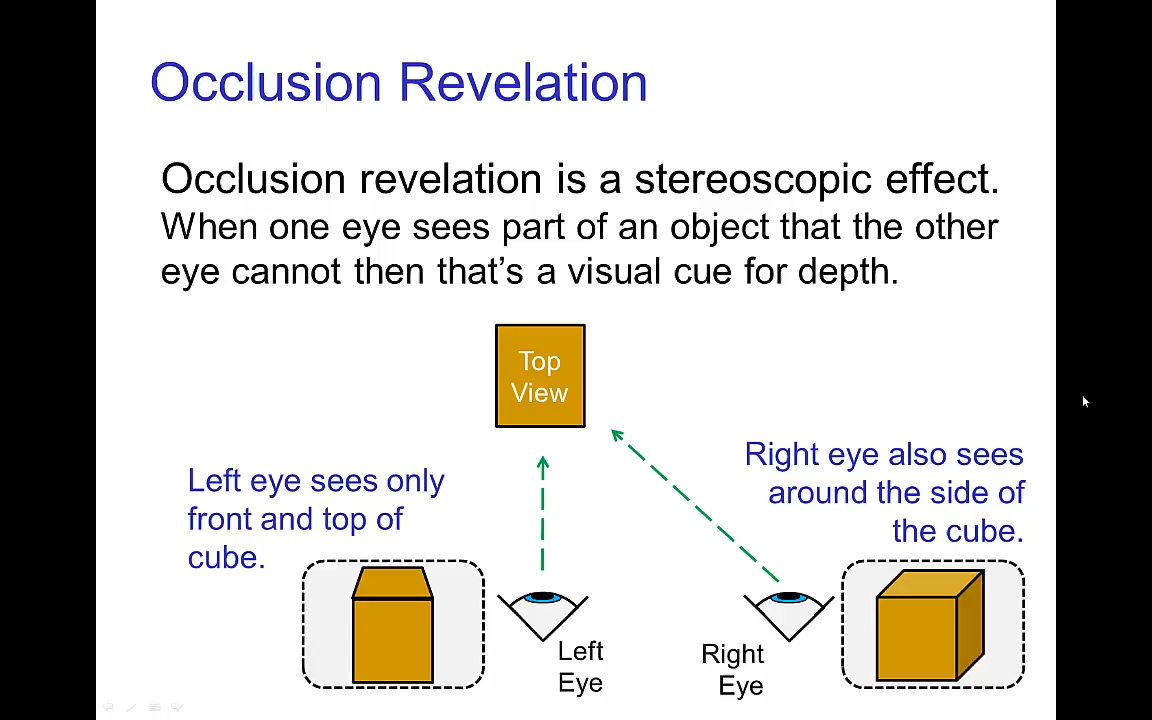 Occlusion Revelation
Occlusion revelation is a stereoscopic effect.
When one eye sees part of an object that the other
eye cannot then that’s a visual cue for depth.
Top
View
Left eye sees only
front and top of
cube.
Right eye also sees
around the side of
the cube.
Left
Eye
Right
Eye